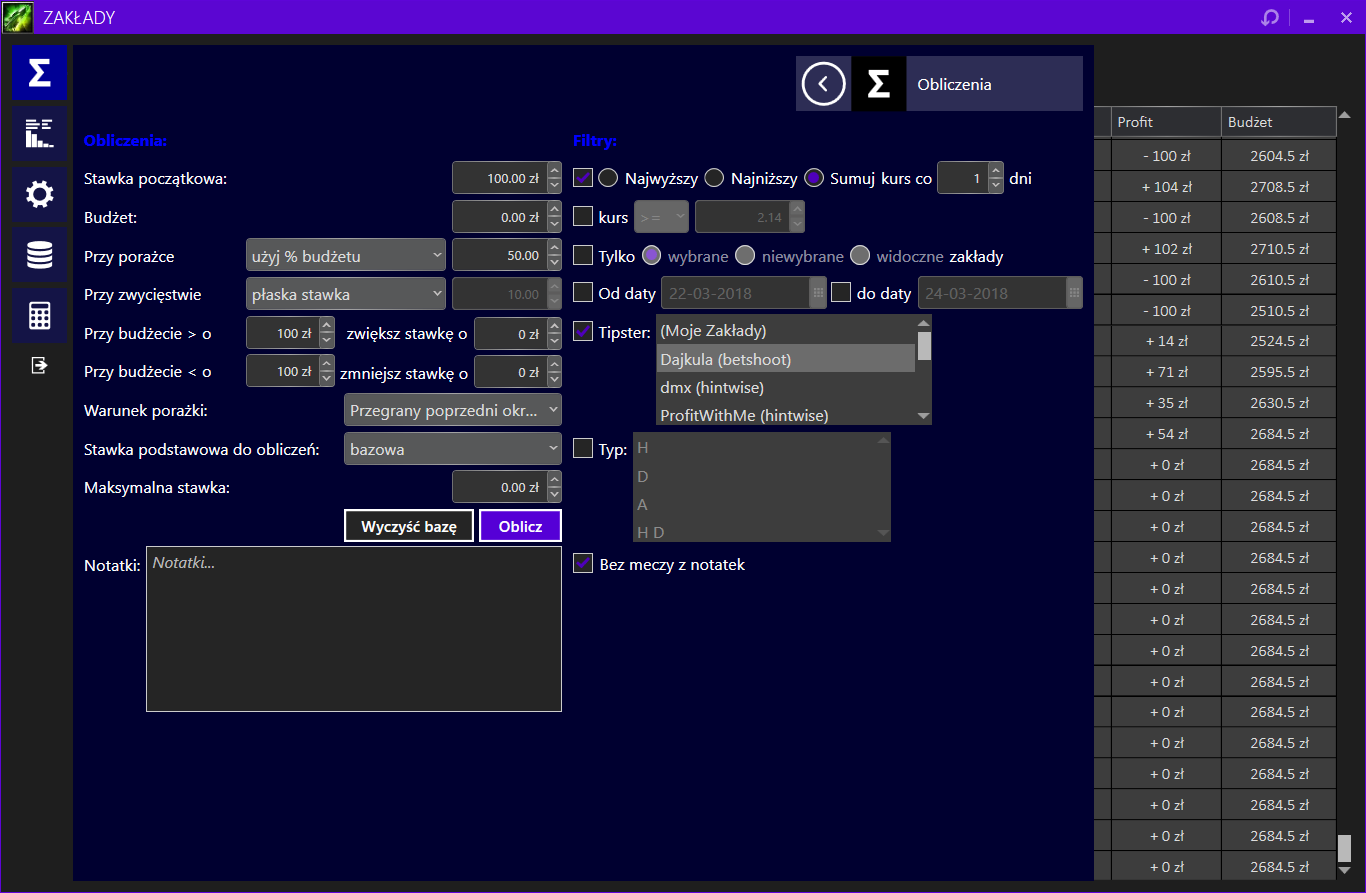 ZAKŁADY
Obliczenia
Obliczenia:
Stawka początkowa: 100.00 zł
Budżet: 0.00 zł
Przy porażce użyj % budżetu 50.00
Przy zwycięstwie płaska stawka 10.00
Przy budżecie > o 100 zł zwiększ stawkę o 0 zł
Przy budżecie < o 100 zł zmniejsz stawkę o 0 zł
Warunek porażki: Przegrany poprzedni okr...
Stawka podstawowa do obliczeń: bazowa
Maksymalna stawka: 0.00 zł
Wyczyść bazę Oblicz
Notatki: Notatki...
Filtry:
Najwyższy Najniższy Sumuj kurs co 1 dni
kurs >= 2.14
Tylko wybrane niewybrane widoczne zakłady
Od daty 22-03-2018 do daty 24-03-2018
Tipster: (Moje Zakłady)
Dajkula (betshoot)
dmx (hintwise)
ProfitWithMe (hintwise)
Typ: H
D
A
H D
Bez meczy z notatek
Profit Budżet
- 100 zł 2604.5 zł
+ 104 zł 2708.5 zł
- 100 zł 2608.5 zł
+ 102 zł 2710.5 zł
- 100 zł 2610.5 zł
- 100 zł 2510.5 zł
+ 14 zł 2524.5 zł
+ 71 zł 2595.5 zł
+ 35 zł 2630.5 zł
+ 54 zł 2684.5 zł
+ 0 zł 2684.5 zł
+ 0 zł 2684.5 zł
+ 0 zł 2684.5 zł
+ 0 zł 2684.5 zł
+ 0 zł 2684.5 zł
+ 0 zł 2684.5 zł
+ 0 zł 2684.5 zł
+ 0 zł 2684.5 zł
+ 0 zł 2684.5 zł
+ 0 zł 2684.5 zł
+ 0 zł 2684.5 zł
+ 0 zł 2684.5 zł
+ 0 zł 2684.5 zł
+ 0 zł 2684.5 zł